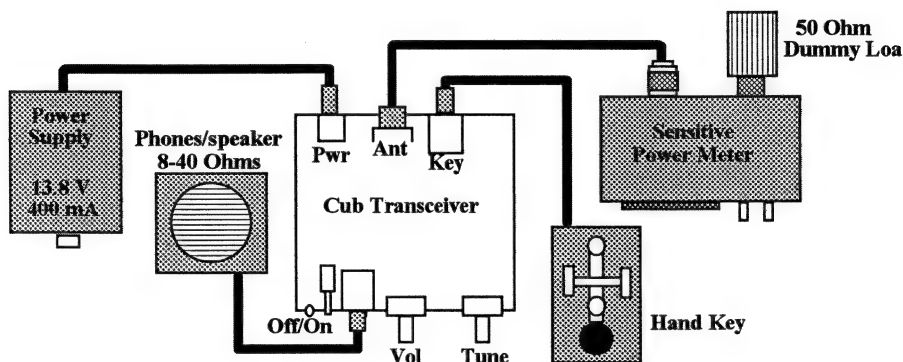 50 Ohm
Dummy Loa
Power
Supply
13.8 V
400 mA
Phones/speaker
8-40 Ohms
Pwr
Ant
Key
Sensitive
Power Meter
Cub Transceiver
Off/On
Vol
Tune
Hand Key